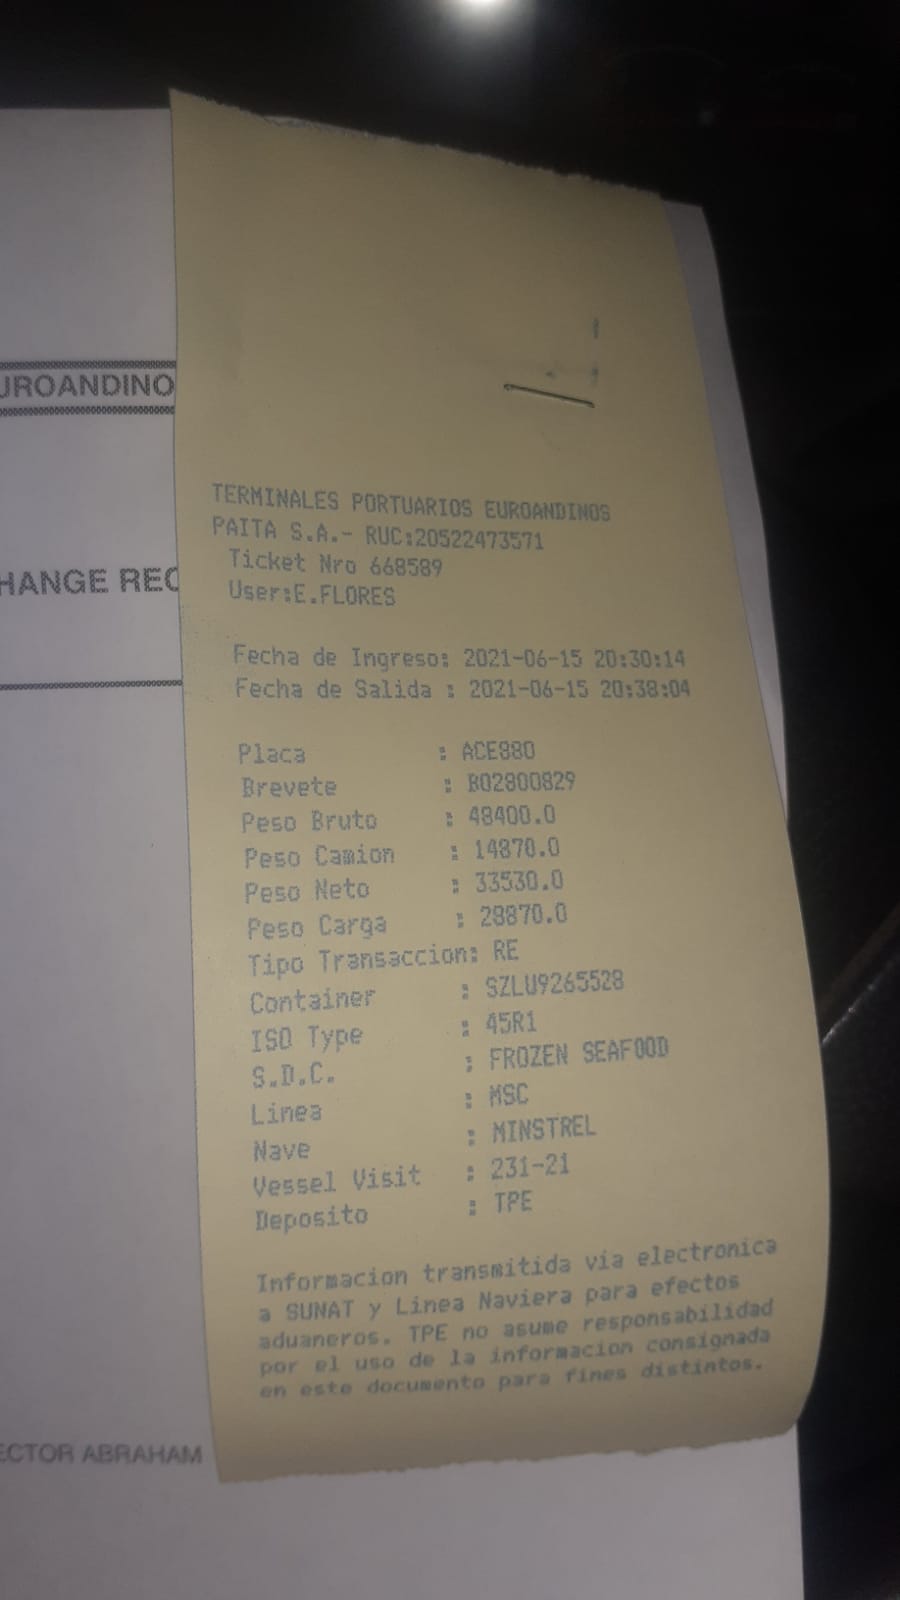 UROANDINO
HANGE REC
TERMINALES PORTUARIOS EUROANDINOS
PAITA S.A.- RUC:20522473571
Ticket Nro 668589
User:E.FLORES
Fecha de Ingreso: 2021-06-15 20:30:14
Fecha de Salida : 2021-06-15 20:38:04
Placa : ACE880
Brevete : B02800829
Peso Bruto : 48400.0
Peso Camion : 14870.0
Peso Neto : 33530.0
Peso Carga : 28870.0
Tipo Transaccion: RE
Container : SZLU9265528
ISO Type : 45R1
S.D.C. : FROZEN SEAFOOD
Linea : MSC
Nave : MINSTREL
Vessel Visit : 231-21
Deposito : TPE
Informacion transmitida via electronica
a SUNAT y Linea Naviera para efectos
aduaneros. TPE no asume responsabilidad
por el uso de la informacion consignada
en este documento para fines distintos.
ECTOR ABRAHAM